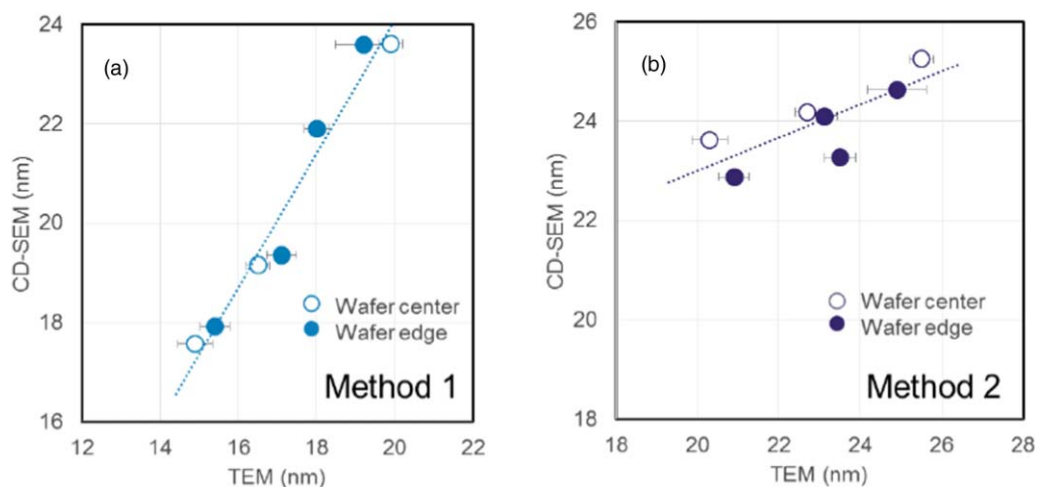 24
22
20
18
16
CD-SEM (nm)
(a)
Wafer center
Wafer edge
Method 1
12 14 16 18 20 22
TEM (nm)
26
24
22
20
18
CD-SEM (nm)
(b)
Wafer center
Wafer edge
Method 2
18 20 22 24 26 28
TEM (nm)